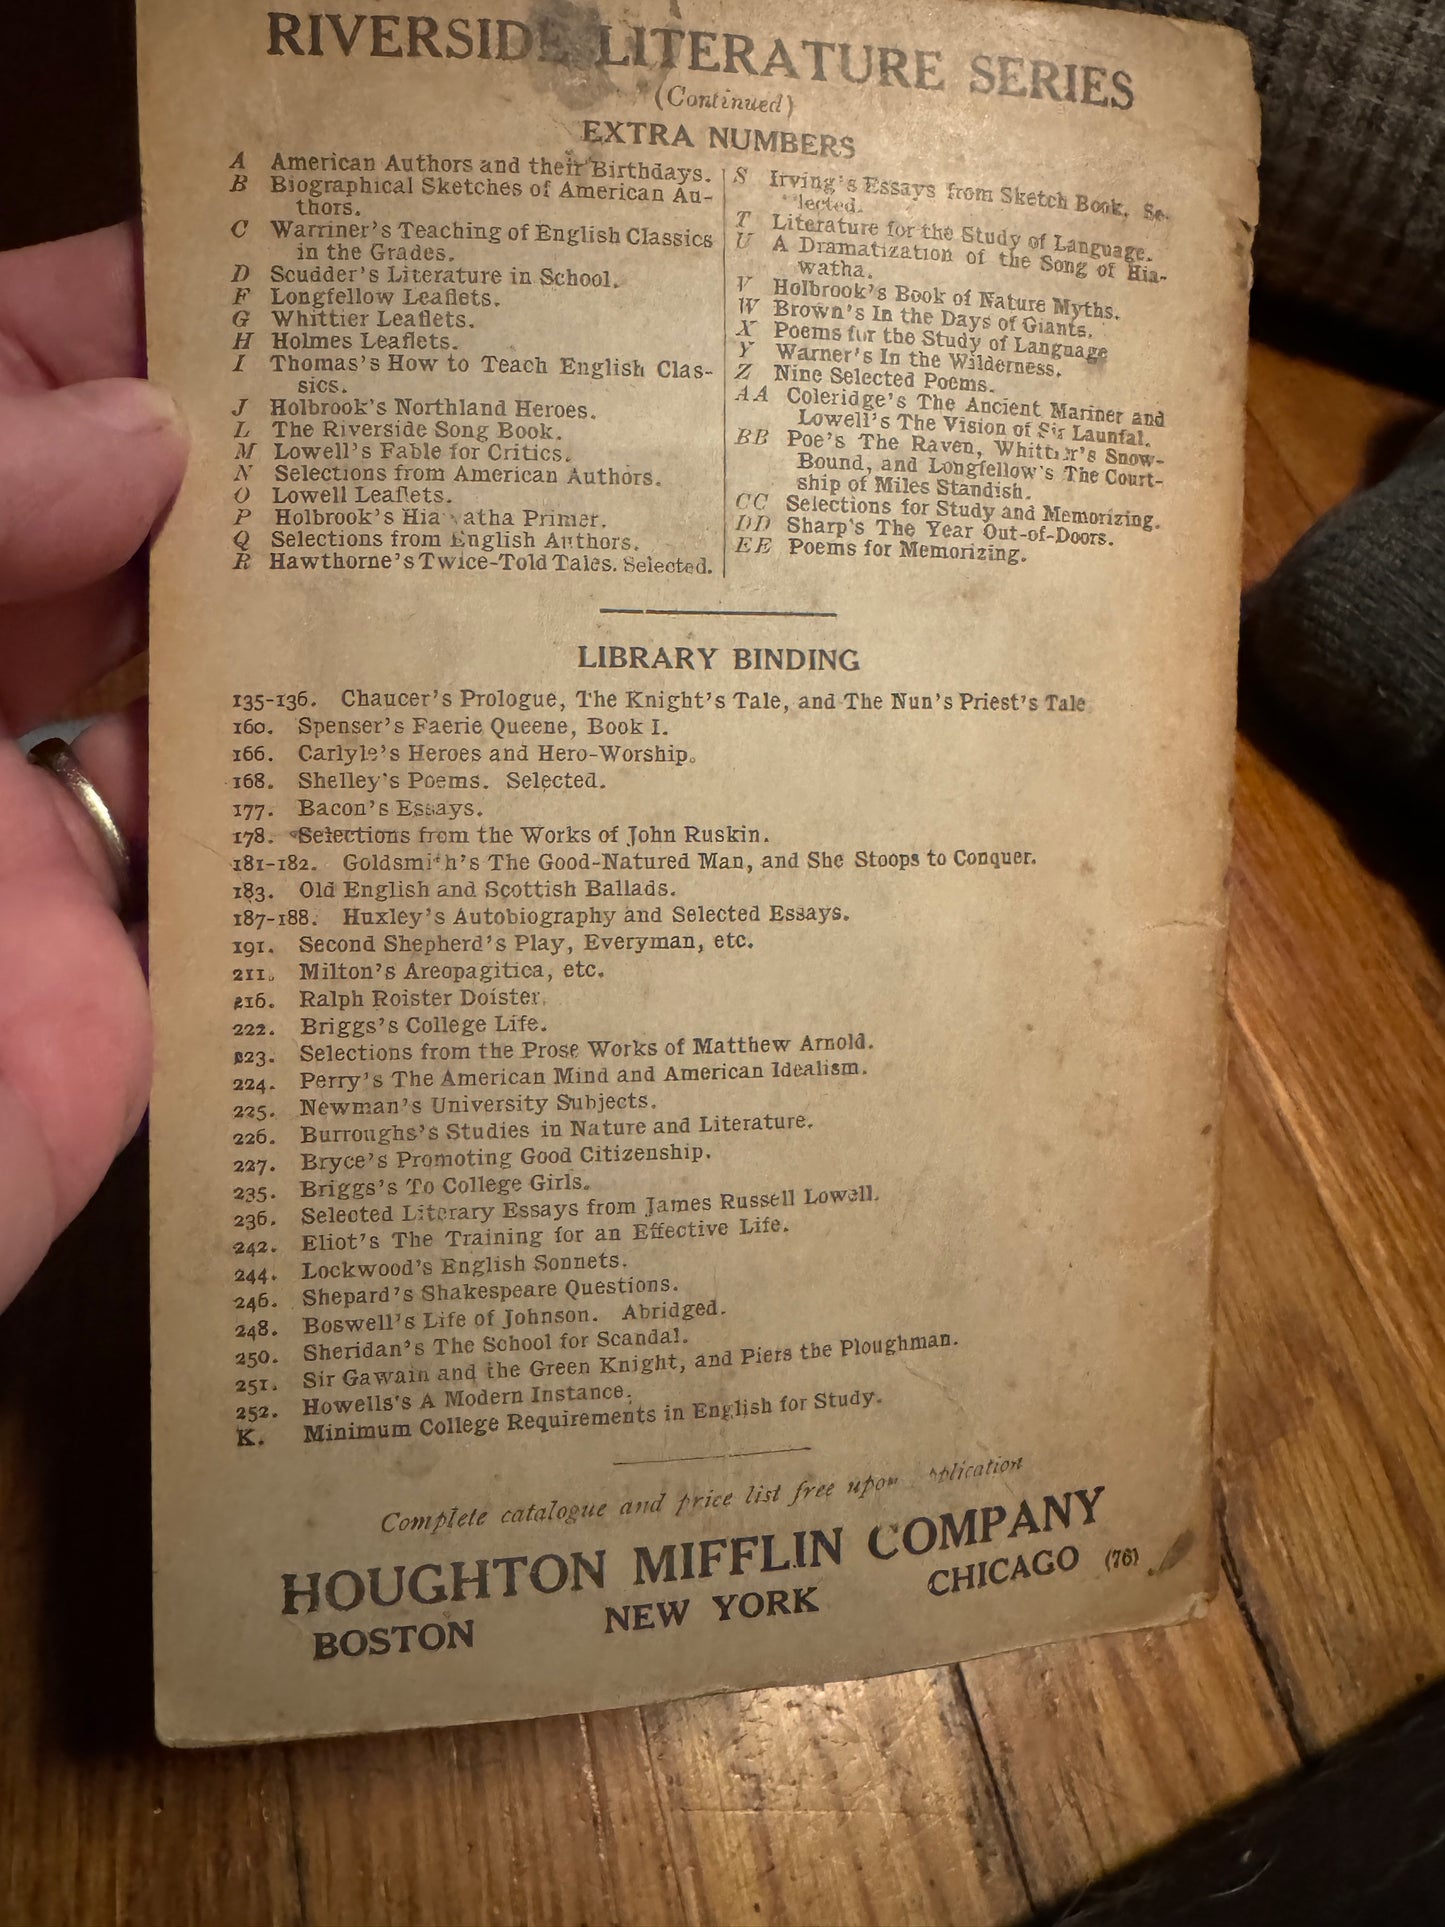 RIVERSIDE LITERATURE SERIES
(Continued)
EXTRA NUMBERS
A American Authors and their Birthdays.
B Biographical Sketches of American Au-
thors.
C Warriner's Teaching of English Classics
in the Grades.
D Scudder's Literature in School.
F Longfellow Leaflets.
G Whittier Leaflets.
H Holmes Leaflets.
I Thomas's How to Teach English Clas-
sics.
J Holbrook's Northland Heroes.
L The Riverside Song Book.
M Lowell's Fable for Critics.
N Selections from American Authors.
O Lowell Leaflets.
P Holbrook's Hiawatha Primer.
Q Selections from English Authors.
R Hawthorne's Twice-Told Tales. Selected.
S Irving's Essays from Sketch Book. Se-
lected.
T Literature for the Study of Language.
U A Dramatization of the Song of Hia-
watha.
V Holbrook's Book of Nature Myths.
W Brown's In the Days of Giants.
X Poems for the Study of Language
Y Warner's In the Wilderness.
Z Nine Selected Poems.
AA Coleridge's The Ancient Mariner and
Lowell's The Vision of Sir Launfal.
BB Poe's The Raven, Whittier's Snow-
Bound, and Longfellow's The Court-
ship of Miles Standish.
CC Selections for Study and Memorizing.
DD Sharp's The Year Out-of-Doors.
EE Poems for Memorizing.
LIBRARY BINDING
135-136. Chaucer's Prologue, The Knight's Tale, and The Nun's Priest's Tale
160. Spenser's Faerie Queene, Book I.
166. Carlyle's Heroes and Hero-Worship.
168. Shelley's Poems. Selected.
177. Bacon's Essays.
178. Selections from the Works of John Ruskin.
181-182. Goldsmith's The Good-Natured Man, and She Stoops to Conquer.
183. Old English and Scottish Ballads.
187-188. Huxley's Autobiography and Selected Essays.
191. Second Shepherd's Play, Everyman, etc.
211. Milton's Areopagitica, etc.
216. Ralph Roister Doister.
222. Briggs's College Life.
223. Selections from the Prose Works of Matthew Arnold.
224. Perry's The American Mind and American Idealism.
225. Newman's University Subjects.
226. Burroughs's Studies in Nature and Literature.
227. Bryce's Promoting Good Citizenship.
235. Briggs's To College Girls.
236. Selected Literary Essays from James Russell Lowell.
242. Eliot's The Training for an Effective Life.
244. Lockwood's English Sonnets.
246. Shepard's Shakespeare Questions.
248. Boswell's Life of Johnson. Abridged.
250. Sheridan's The School for Scandal.
251. Sir Gawain and the Green Knight, and Piers the Ploughman.
252. Howells's A Modern Instance.
K. Minimum College Requirements in English for Study.
Complete catalogue and price list free upon application
HOUGHTON MIFFLIN COMPANY
BOSTON NEW YORK CHICAGO (76)